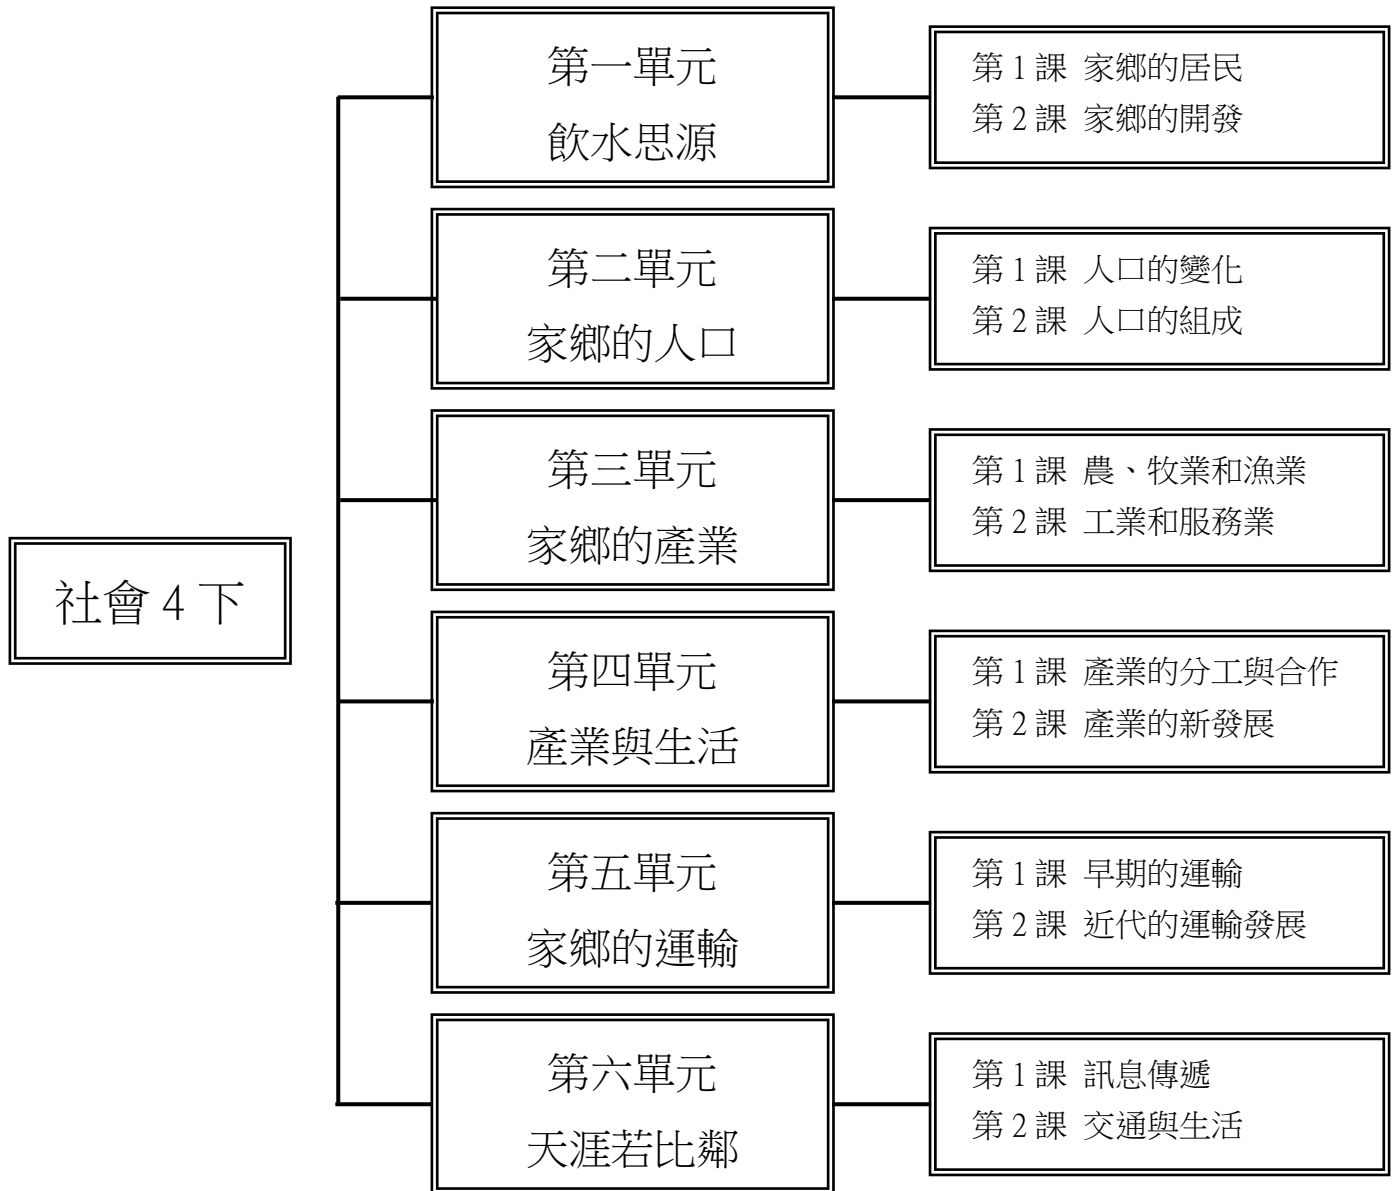 社會4下
第一單元
飲水思源
第1課 家鄉的居民
第2課 家鄉的開發
第二單元
家鄉的人口
第1課 人口的變化
第2課 人口的組成
第三單元
家鄉的產業
第1課 農、牧業和漁業
第2課 工業和服務業
第四單元
產業與生活
第1課 產業的分工與合作
第2課 產業的新發展
第五單元
家鄉的運輸
第1課 早期的運輸
第2課 近代的運輸發展
第六單元
天涯若比鄰
第1課 訊息傳遞
第2課 交通與生活